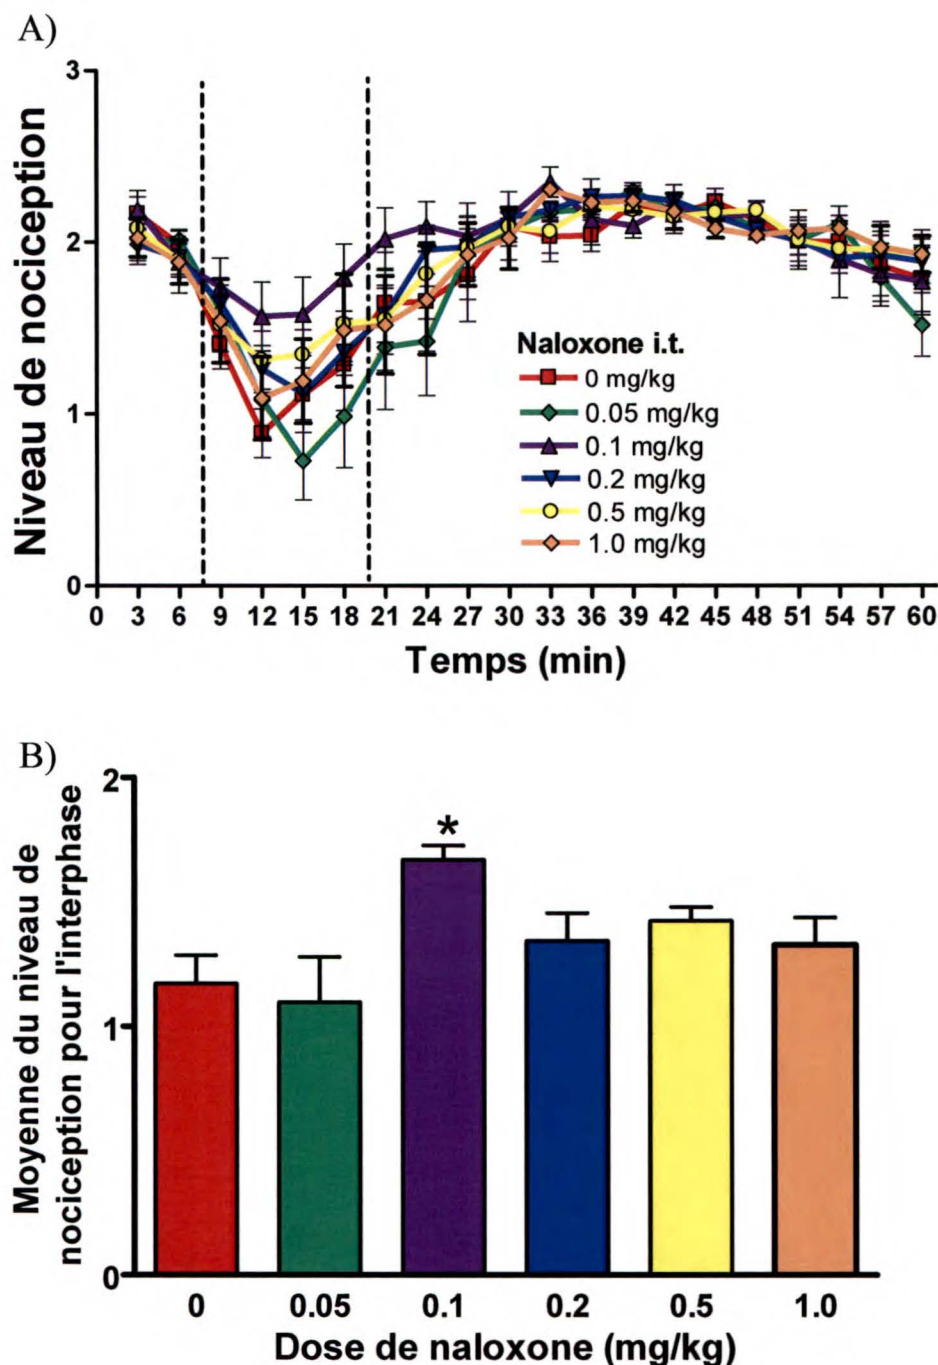 A)
Niveau de nociception
3
2
1
0
Naloxone i.t.
0 mg/kg
0.05 mg/kg
0.1 mg/kg
0.2 mg/kg
0.5 mg/kg
1.0 mg/kg
0 3 6 9 12 15 18 21 24 27 30 33 36 39 42 45 48 51 54 57 60
Temps (min)
B)
Moyenne du niveau de
nociception pour l'interphase
2
1
0
*
0 0.05 0.1 0.2 0.5 1.0
Dose de naloxone (mg/kg)